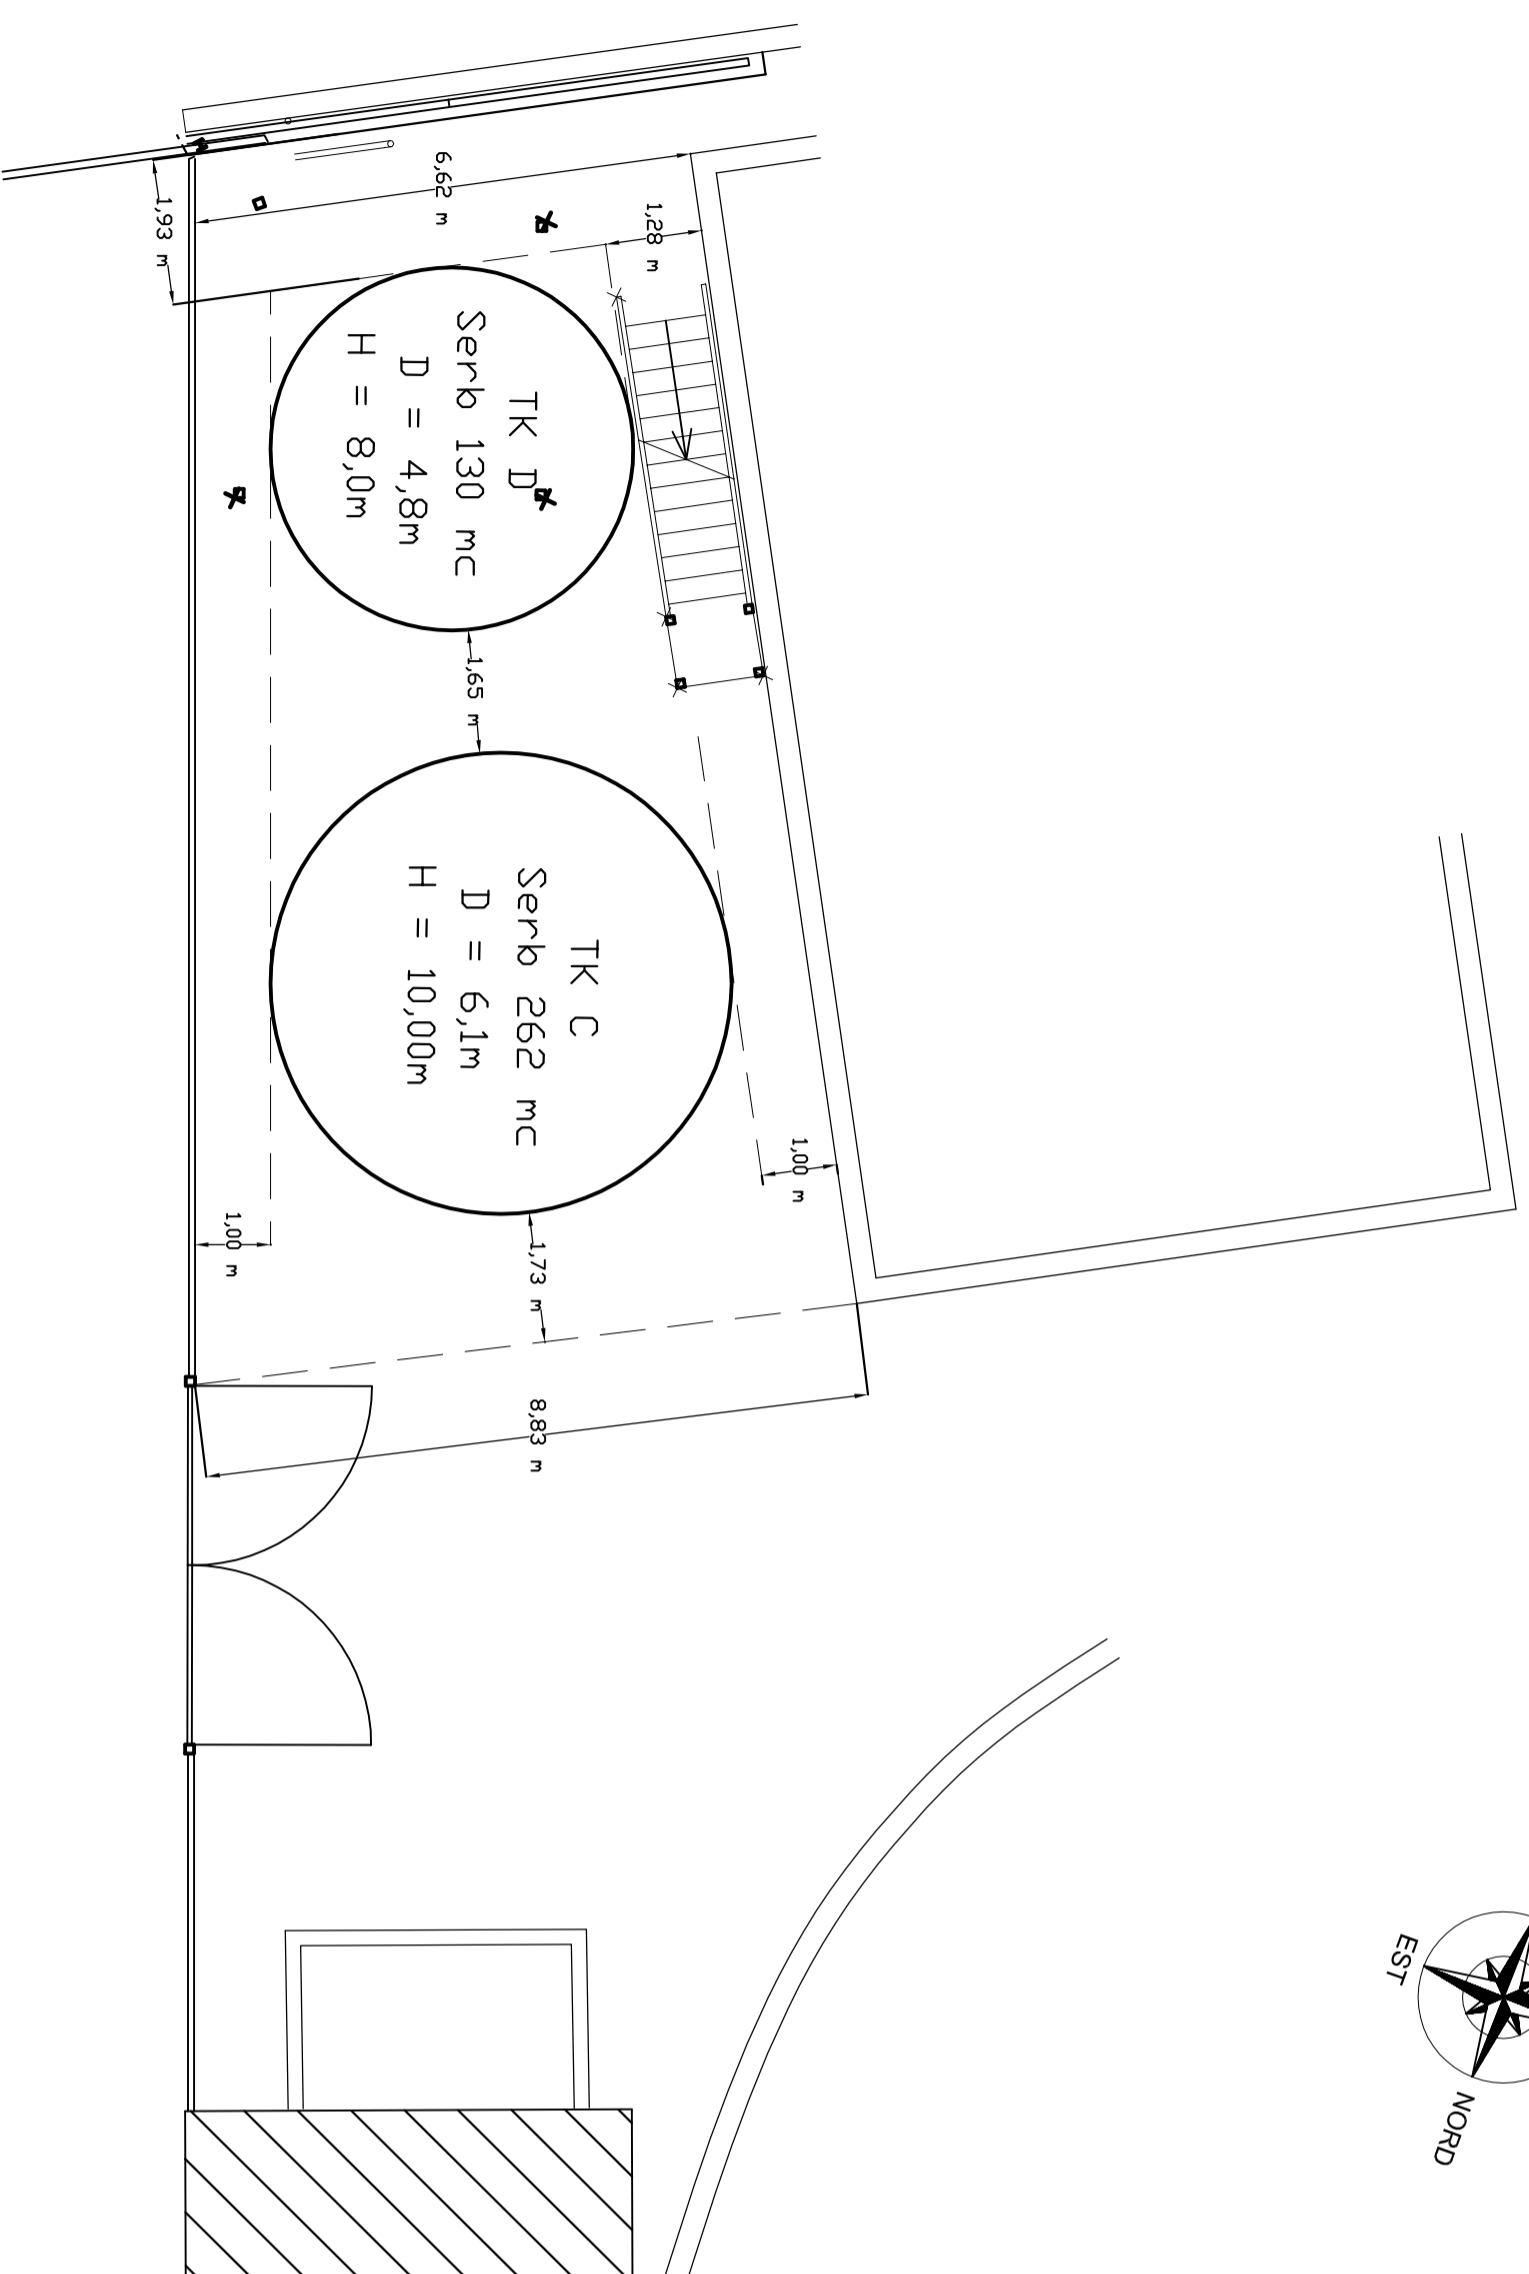 6,62 m
1,28 m
1,93 m
TK D
Serb 130 mc
D = 4,8m
H = 8,0m
1,65 m
TK C
Serb 262 mc
D = 6,1m
H = 10,00m
1,00 m
1,00 m
1,73 m
8,83 m
EST
NORD